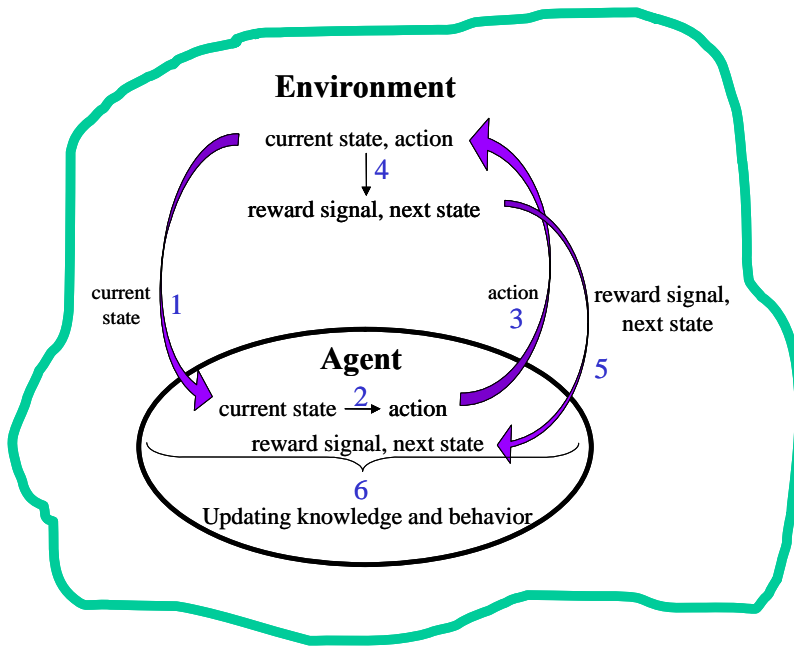 Environment
current state, action
4
reward signal, next state
current
state
1
action
3
reward signal,
next state
5
Agent
current state
2
action
reward signal, next state
6
Updating knowledge and behavior